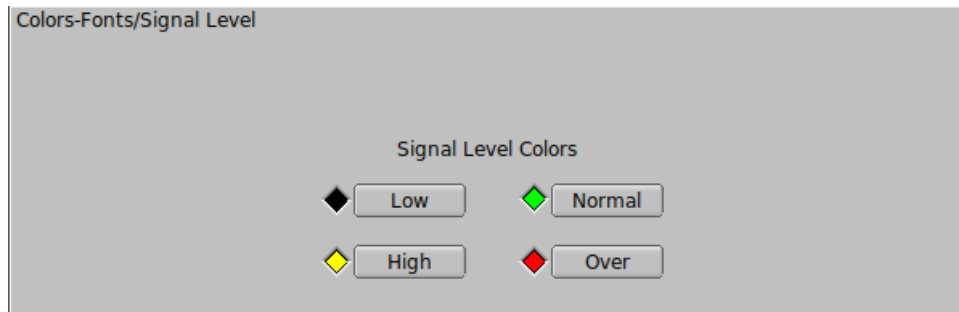 Colors-Fonts/Signal Level
Signal Level Colors
Low Normal
High Over